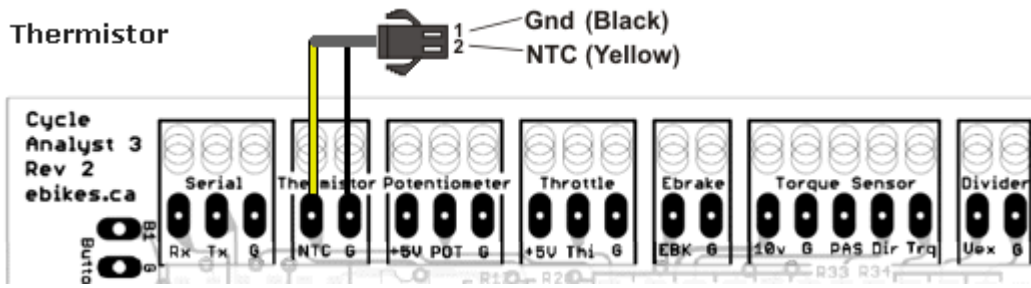 Thermistor
1 Gnd (Black)
2 NTC (Yellow)
Cycle
Analyst 3
Rev 2
ebikes.ca
Serial Thermistor Potentiometer Throttle Ebrake Torque Sensor Divider
Rx Tx G NTC G +5V POT G +5V Thi G EBK G 10v G PAS Dir Trq Vex G
B1
G
R33 R34